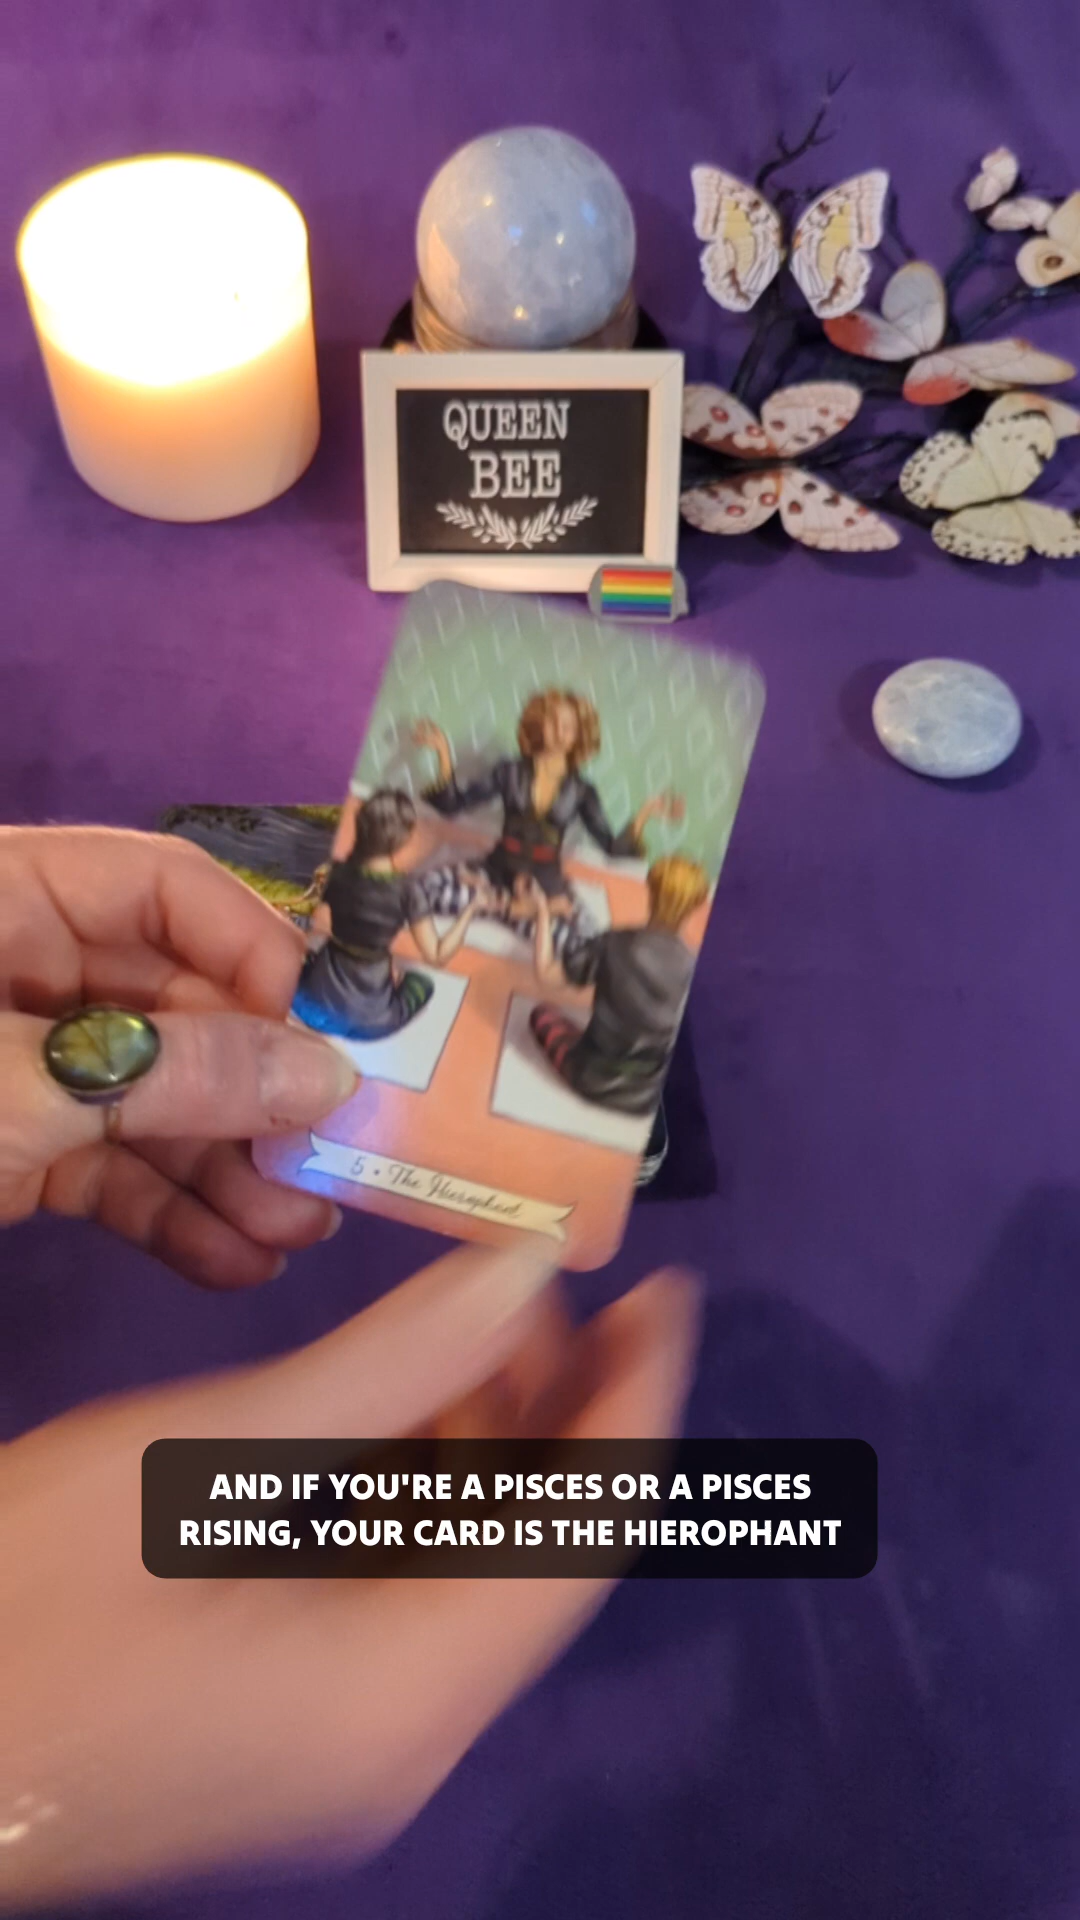 QUEEN
BEE
5 • The Hierophant
AND IF YOU'RE A PISCES OR A PISCES
RISING, YOUR CARD IS THE HIEROPHANT